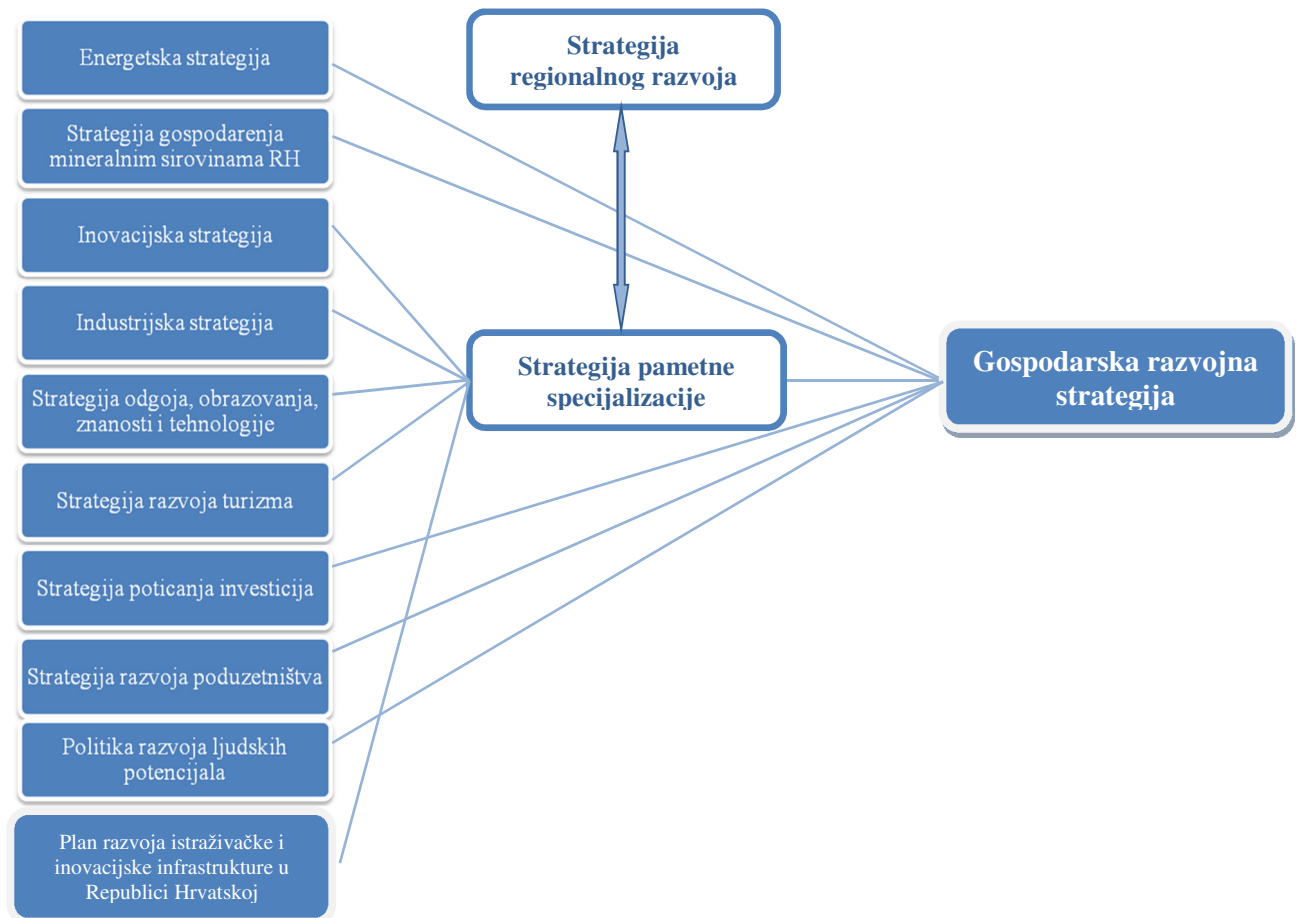 Energetska strategija
Strategija gospodarenja
mineralnim sirovinama RH
Inovacijska strategija
Industrijska strategija
Strategija odgoja, obrazovanja,
znanosti i tehnologije
Strategija razvoja turizma
Strategija poticanja investicija
Strategija razvoja poduzetništva
Politika razvoja ljudskih
potencijala
Plan razvoja istraživačke i
inovacijske infrastrukture u
Republici Hrvatskoj
Strategija
regionalnog razvoja
Strategija pametne
specijalizacije
Gospodarska razvojna
strategija